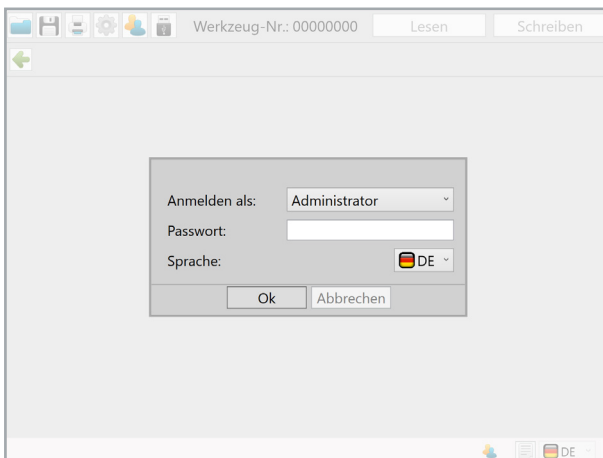 Werkzeug-Nr.: 00000000 Lesen Schreiben
Anmelden als: Administrator
Passwort:
Sprache: DE
Ok Abbrechen
DE